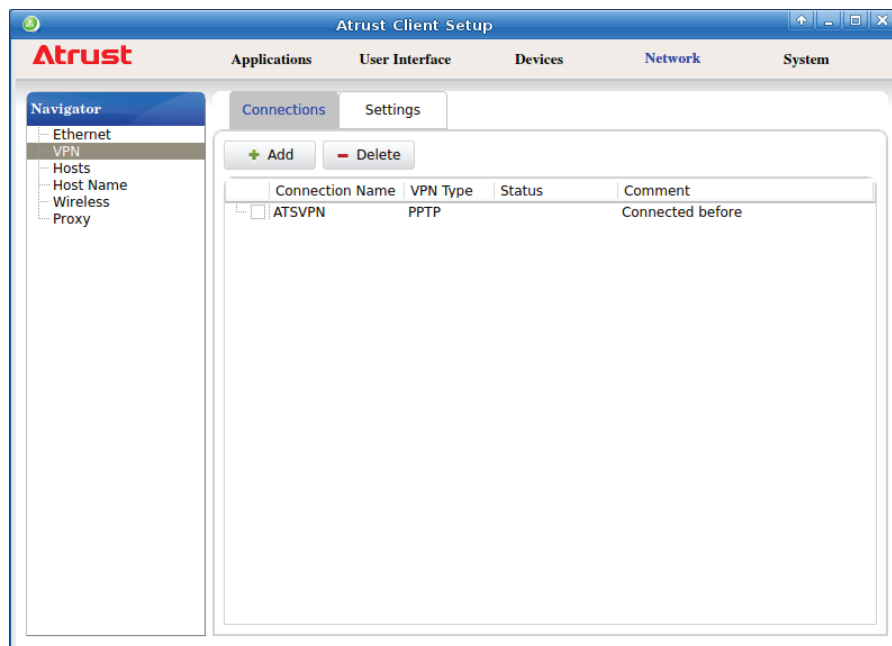 Atrust Client Setup
Atrust
Applications User Interface Devices Network System
Navigator
Ethernet
VPN
Hosts
Host Name
Wireless
Proxy
Connections Settings
Add Delete
Connection Name VPN Type Status Comment
ATSVPN PPTP Connected before